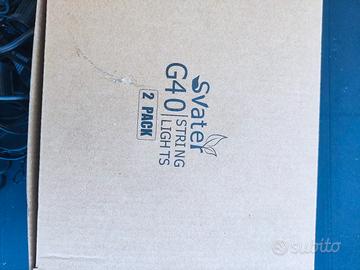 Svater
G40 STRING
LIGHTS
2 PACK
subito